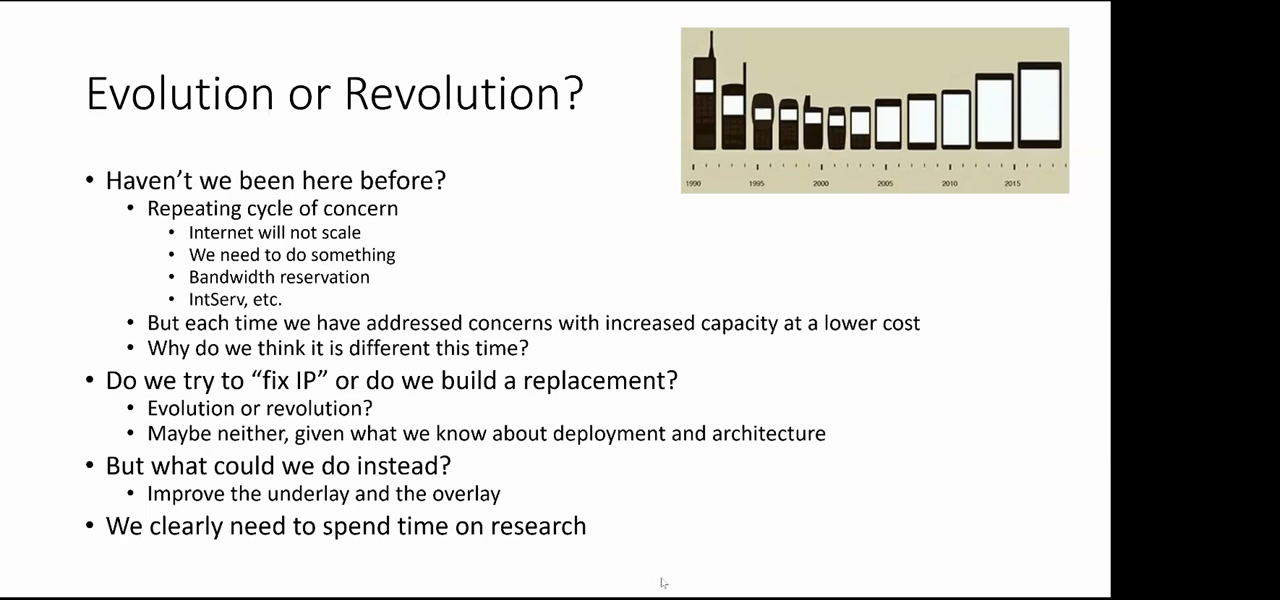 Evolution or Revolution?
1990 1995 2000 2005 2010 2015
• Haven’t we been here before?
• Repeating cycle of concern
• Internet will not scale
• We need to do something
• Bandwidth reservation
• IntServ, etc.
• But each time we have addressed concerns with increased capacity at a lower cost
• Why do we think it is different this time?
• Do we try to “fix IP” or do we build a replacement?
• Evolution or revolution?
• Maybe neither, given what we know about deployment and architecture
• But what could we do instead?
• Improve the underlay and the overlay
• We clearly need to spend time on research